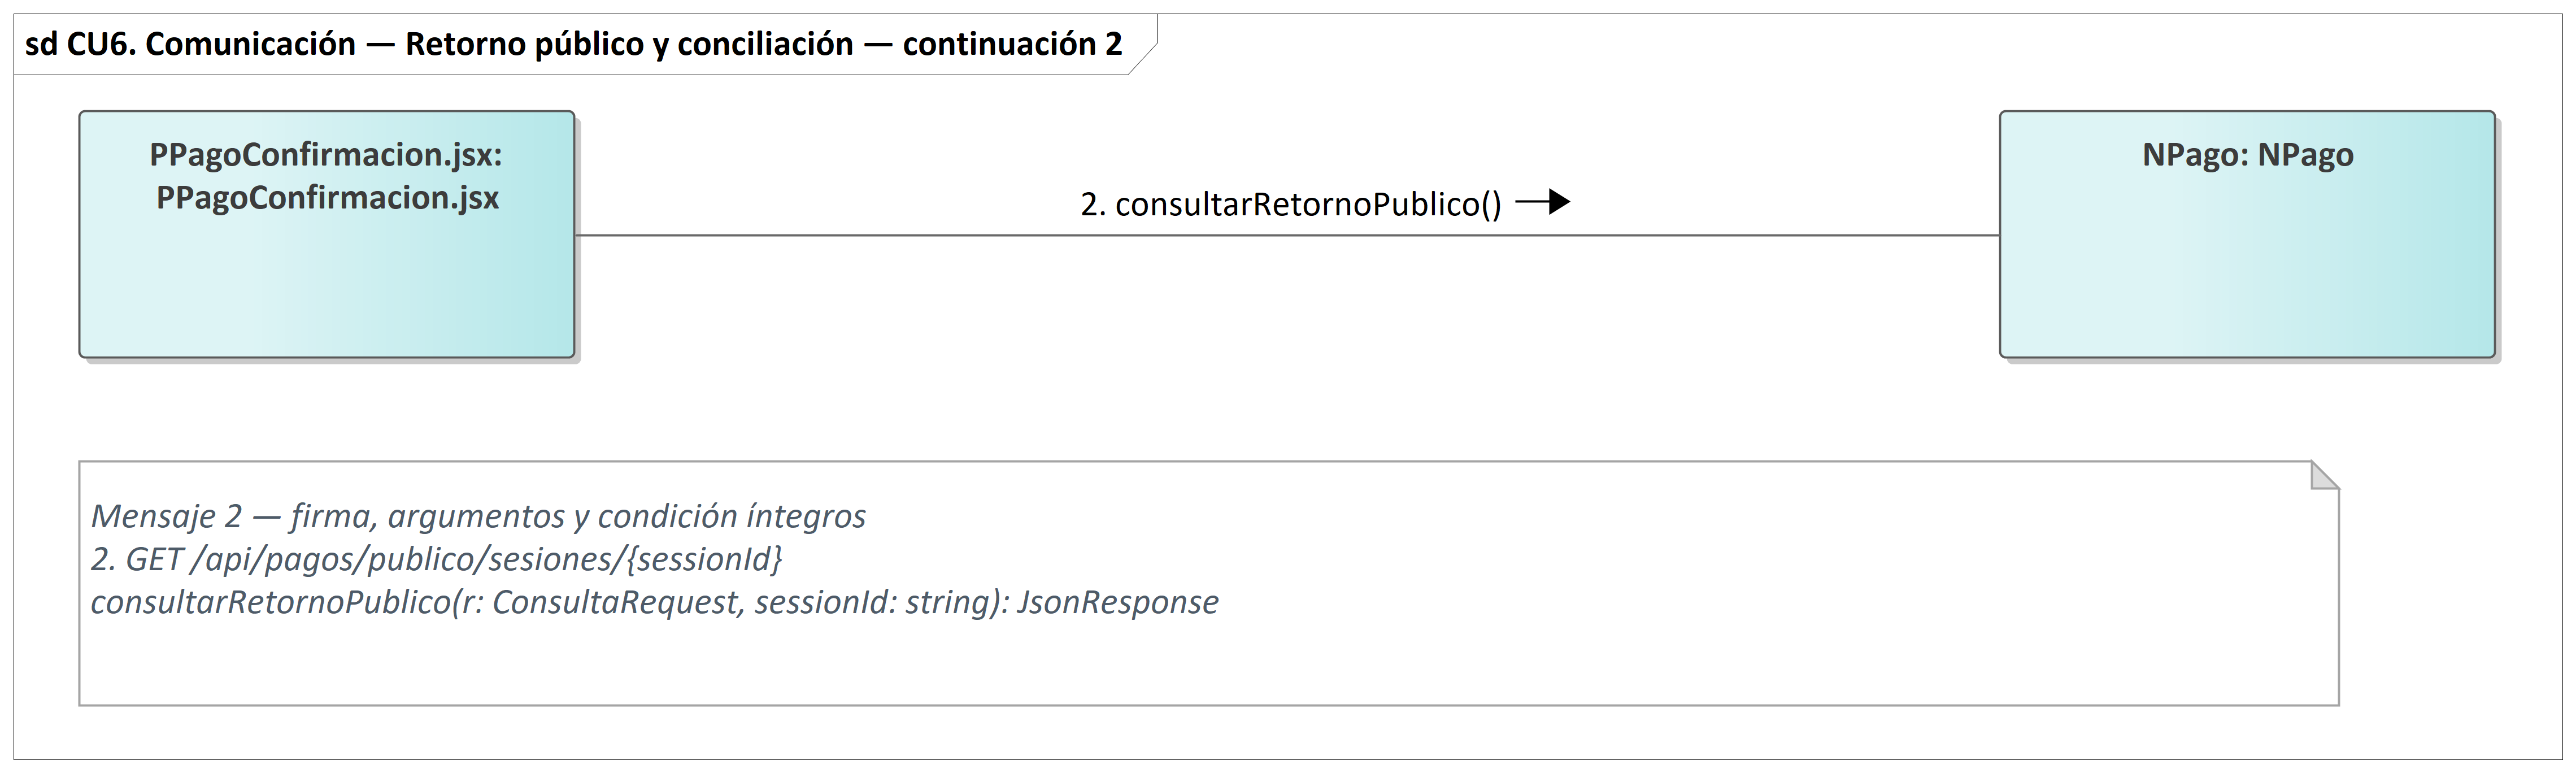 sd CU6. Comunicación — Retorno público y conciliación — continuación 2
PPagoConfirmacion.jsx:
PPagoConfirmacion.jsx
NPago: NPago
2. consultarRetornoPublico()
Mensaje 2 — firma, argumentos y condición íntegros
2. GET /api/pagos/publico/sesiones/{sessionId}
consultarRetornoPublico(r: ConsultaRequest, sessionId: string): JsonResponse